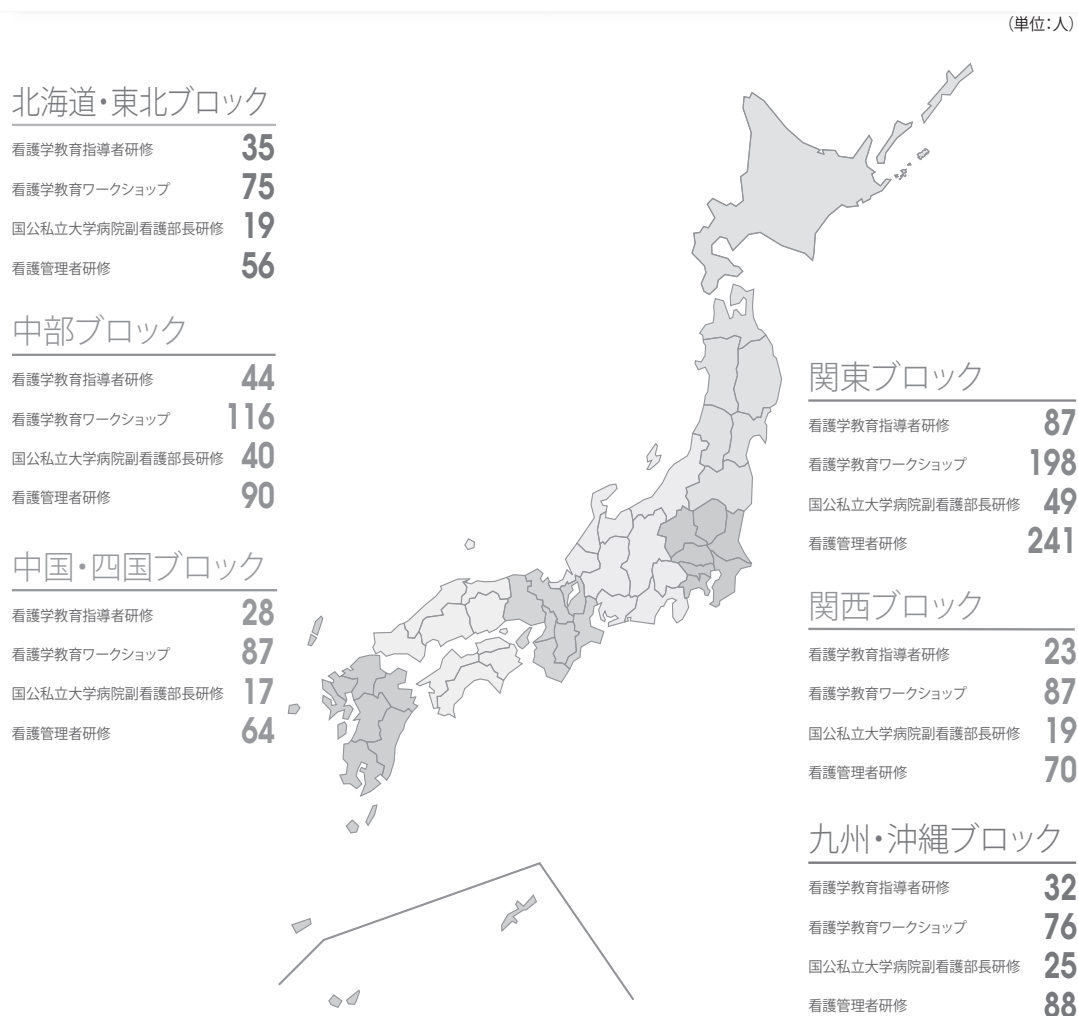 （単位：人）
北海道・東北ブロック
看護学教育指導者研修 35
看護学教育ワークショップ 75
国公私立大学病院副看護部長研修 19
看護管理者研修 56
中部ブロック
看護学教育指導者研修 44
看護学教育ワークショップ 116
国公私立大学病院副看護部長研修 40
看護管理者研修 90
中国・四国ブロック
看護学教育指導者研修 28
看護学教育ワークショップ 87
国公私立大学病院副看護部長研修 17
看護管理者研修 64
関東ブロック
看護学教育指導者研修 87
看護学教育ワークショップ 198
国公私立大学病院副看護部長研修 49
看護管理者研修 241
関西ブロック
看護学教育指導者研修 23
看護学教育ワークショップ 87
国公私立大学病院副看護部長研修 19
看護管理者研修 70
九州・沖縄ブロック
看護学教育指導者研修 32
看護学教育ワークショップ 76
国公私立大学病院副看護部長研修 25
看護管理者研修 88